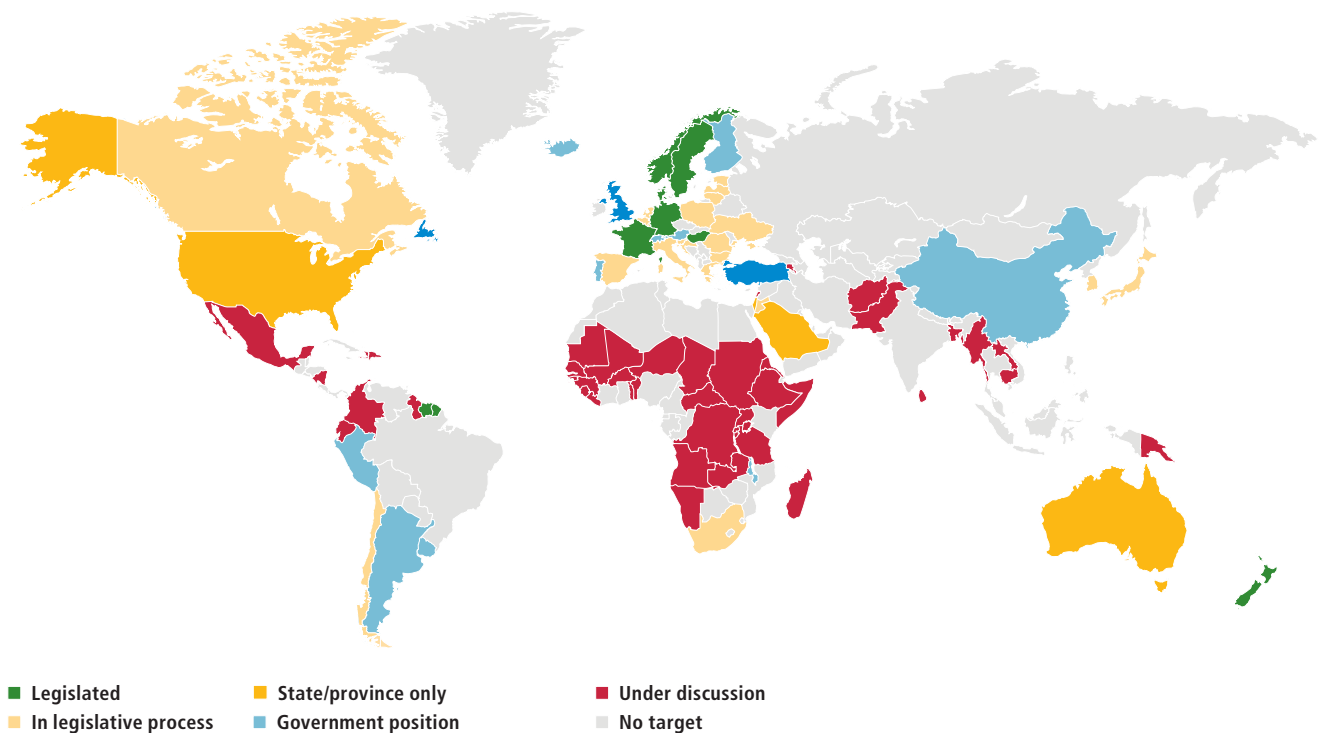 Legislated
State/province only
Under discussion
In legislative process
Government position
No target